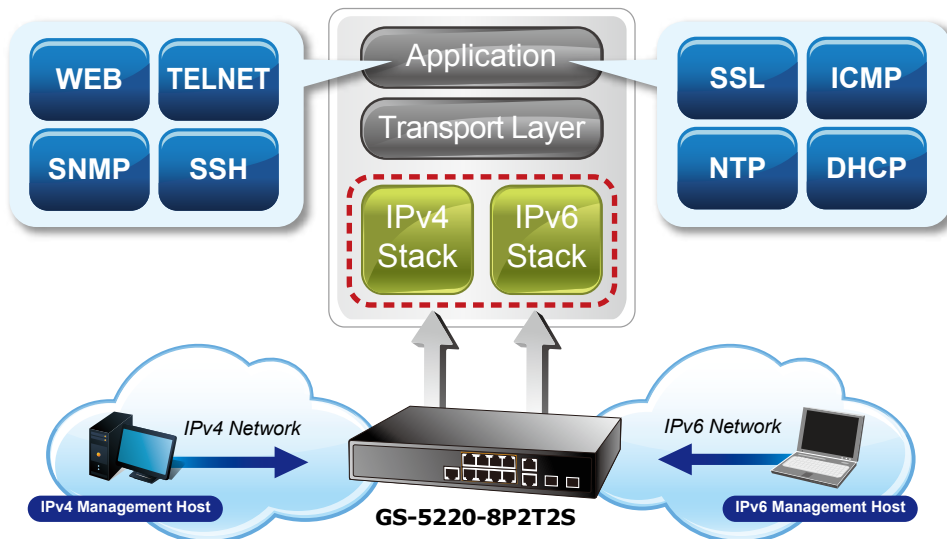 WEB
TELNET
SNMP
SSH
Application
Transport Layer
IPv4
Stack
IPv6
Stack
SSL
ICMP
NTP
DHCP
IPv4 Network
IPv6 Network
IPv4 Management Host
GS-5220-8P2T2S
IPv6 Management Host